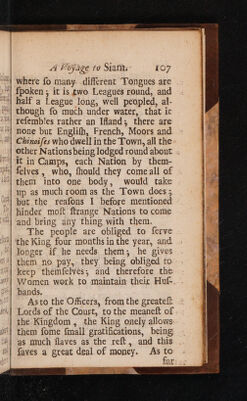 A Voyage to Siam. 107
where ſo many different Tongues are
ſpoken; it is two Leagues round, and
half a League long, well peopled, al-
though ſo much under water, that it
reſembles rather an Iſland; there are
none but Engliſh, French, Moors and
Chinoiſes who dwell in the Town, all the
other Nations being lodged round about
it in Camps, each Nation by them-
ſelves, who, ſhould they come all of
them into one body, would take
up as much room as the Town does;
but the reaſons I before mentioned
hinder moſt ſtrange Nations to come
and bring any thing with them.
The people are obliged to ſerve
the King four months in the year, and
longer if he needs them; he gives
them no pay, they being obliged to
keep themſelves; and therefore the
Women work to maintain their Huſ-
bands.
As to the Officers, from the greateſt
Lords of the Court, to the meaneſt of
the Kingdom, the King onely allows
them ſome ſmall gratifications, being
as much ſlaves as the reſt, and this
ſaves a great deal of money. As to